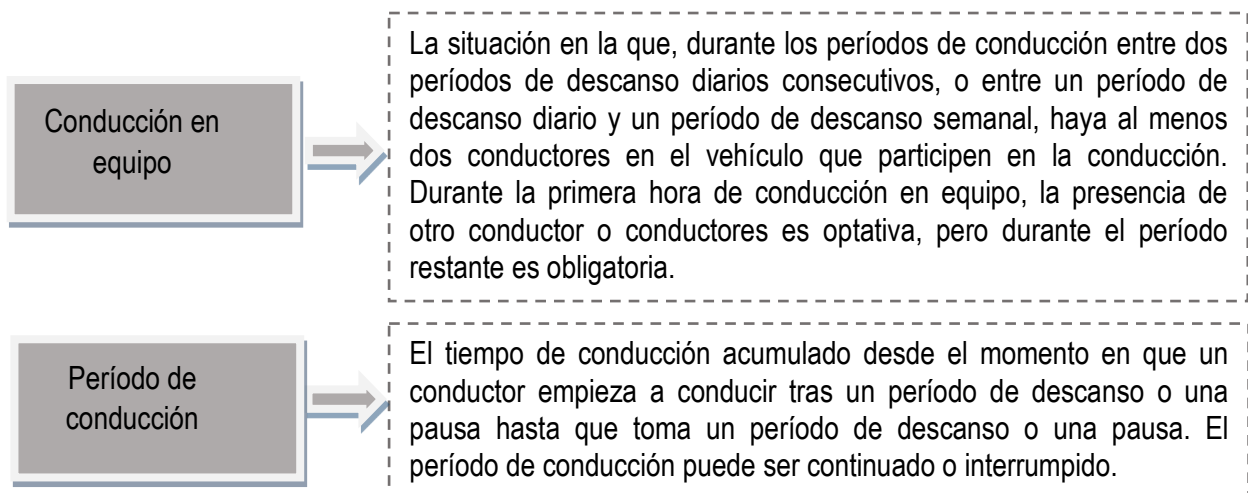 Conducción en
equipo
La situación en la que, durante los períodos de conducción entre dos
períodos de descanso diarios consecutivos, o entre un período de
descanso diario y un período de descanso semanal, haya al menos
dos conductores en el vehículo que participen en la conducción.
Durante la primera hora de conducción en equipo, la presencia de
otro conductor o conductores es optativa, pero durante el período
restante es obligatoria.
Período de
conducción
El tiempo de conducción acumulado desde el momento en que un
conductor empieza a conducir tras un período de descanso o una
pausa hasta que toma un período de descanso o una pausa. El
período de conducción puede ser continuado o interrumpido.